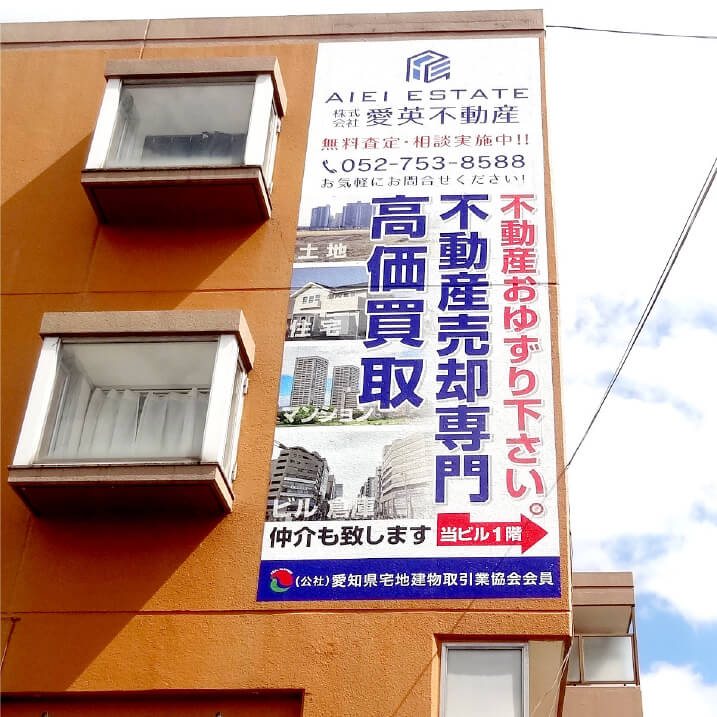 AIEI ESTATE
株式会社 愛英不動産
無料査定・相談実施中!!
052-753-8588
お気軽にお問合せください!
不動産おゆずり下さい。
不動産売却専門
高価買取
土地
住宅
マンション
ビル 倉庫
仲介も致します
当ビル1階
(公社)愛知県宅地建物取引業協会会員